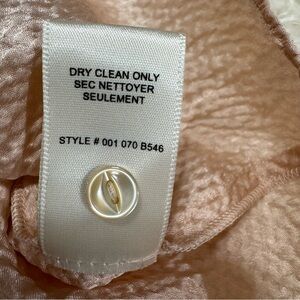 DRY CLEAN ONLY
SEC NETTOYER
SEULEMENT
STYLE # 001 070 B546